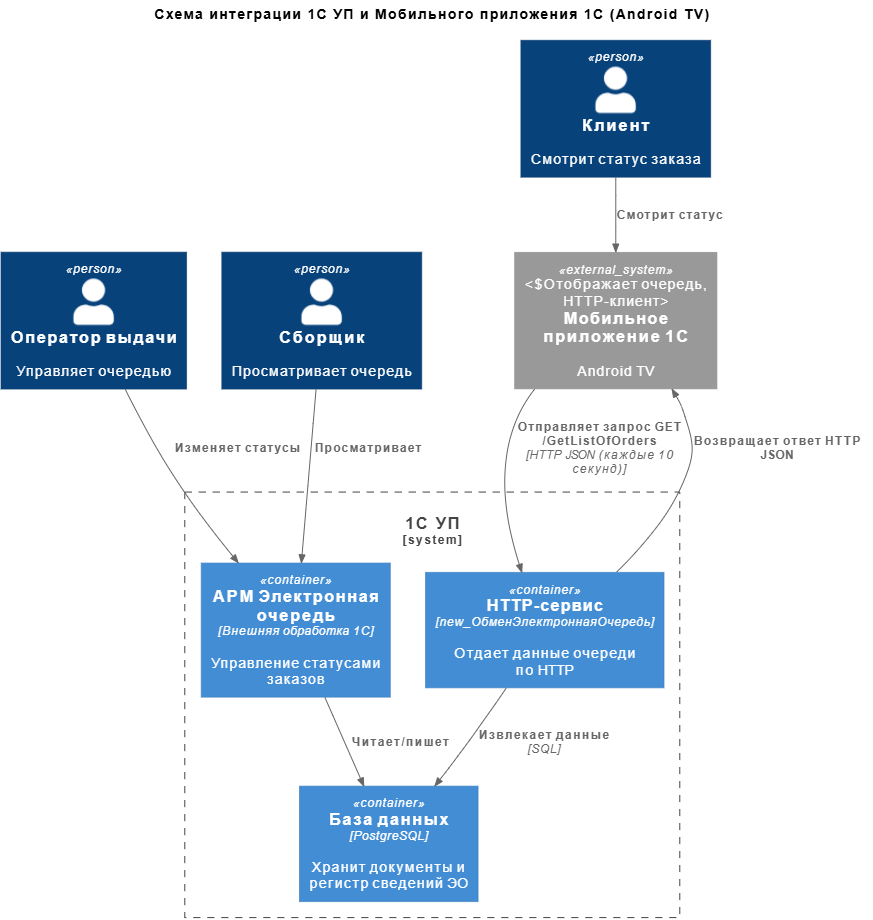 Схема интеграции 1С УП и Мобильного приложения 1С (Android TV)
«person»
Клиент
Смотрит статус заказа
Смотрит статус
«person»
Оператор выдачи
Управляет очередью
«person»
Сборщик
Просматривает очередь
«external_system»
<$Отображает очередь,
HTTP-клиент>
Мобильное
приложение 1С
Android TV
Изменяет статусы
Просматривает
Отправляет запрос GET
/GetListOfOrders
[HTTP JSON (каждые 10
секунд)]
Возвращает ответ HTTP
JSON
1С УП
[system]
«container»
АРМ Электронная
очередь
[Внешняя обработка 1С]
Управление статусами
заказов
«container»
HTTP-сервис
[new_ОбменЭлектроннаяОчередь]
Отдает данные очереди
по HTTP
Читает/пишет
Извлекает данные
[SQL]
«container»
База данных
[PostgreSQL]
Хранит документы и
регистр сведений ЭО